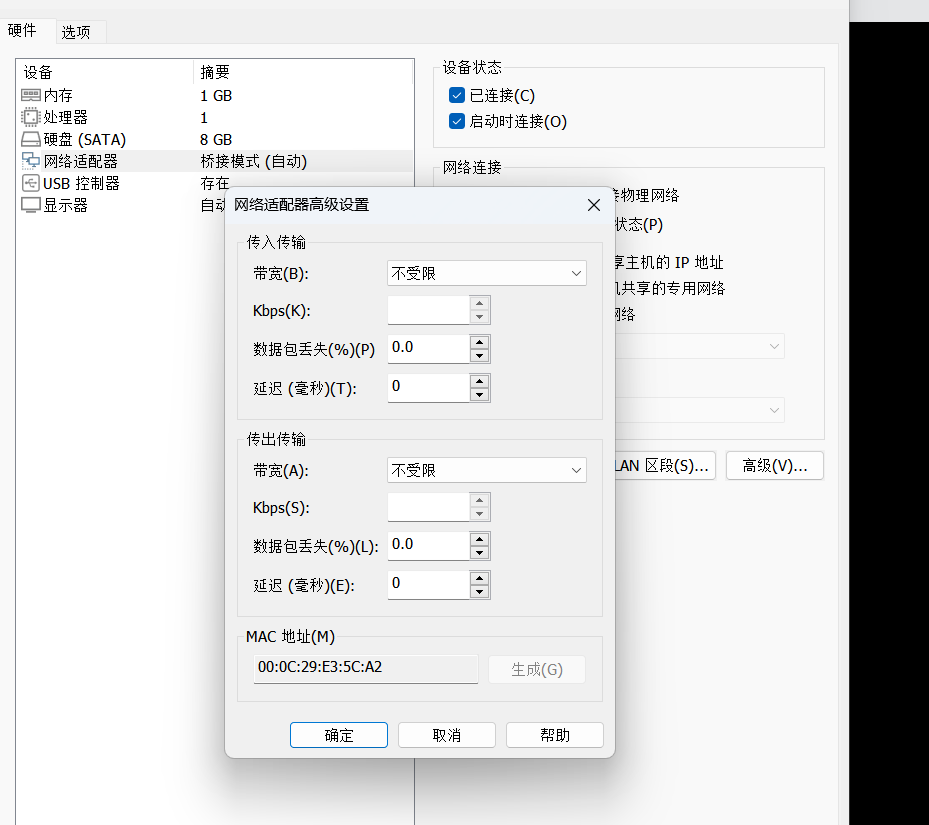 硬件 选项
设备 摘要
内存 1 GB
处理器 1
硬盘 (SATA) 8 GB
网络适配器 桥接模式 (自动)
USB 控制器 存在
显示器 自动
设备状态
已连接(C)
启动时连接(O)
网络连接
物理网络
状态(P)
享主机的 IP 地址
机共享的专用网络
网络
LAN 区段(S)...
高级(V)...
网络适配器高级设置
传入传输
带宽(B): 不受限
Kbps(K):
数据包丢失(%)(P) 0.0
延迟 (毫秒)(T): 0
传出传输
带宽(A): 不受限
Kbps(S):
数据包丢失(%)(L): 0.0
延迟 (毫秒)(E): 0
MAC 地址(M)
00:0C:29:E3:5C:A2 生成(G)
确定 取消 帮助